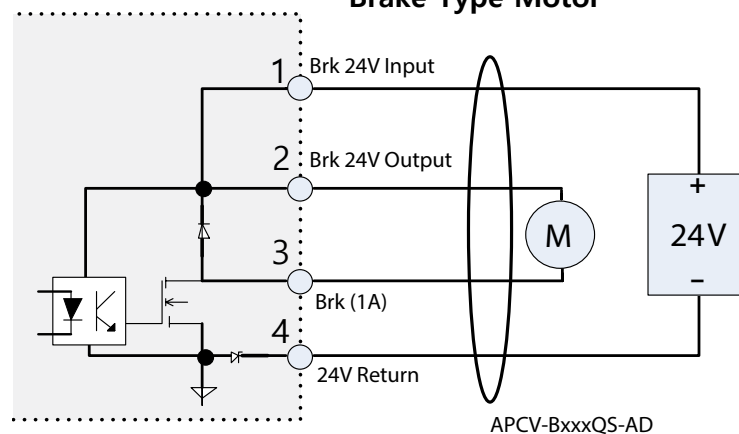 Brake Type Motor
1 Brk 24V Input
2 Brk 24V Output
M
+
24V
−
3
Brk (1A)
4
24V Return
APCV-BxxxQS-AD